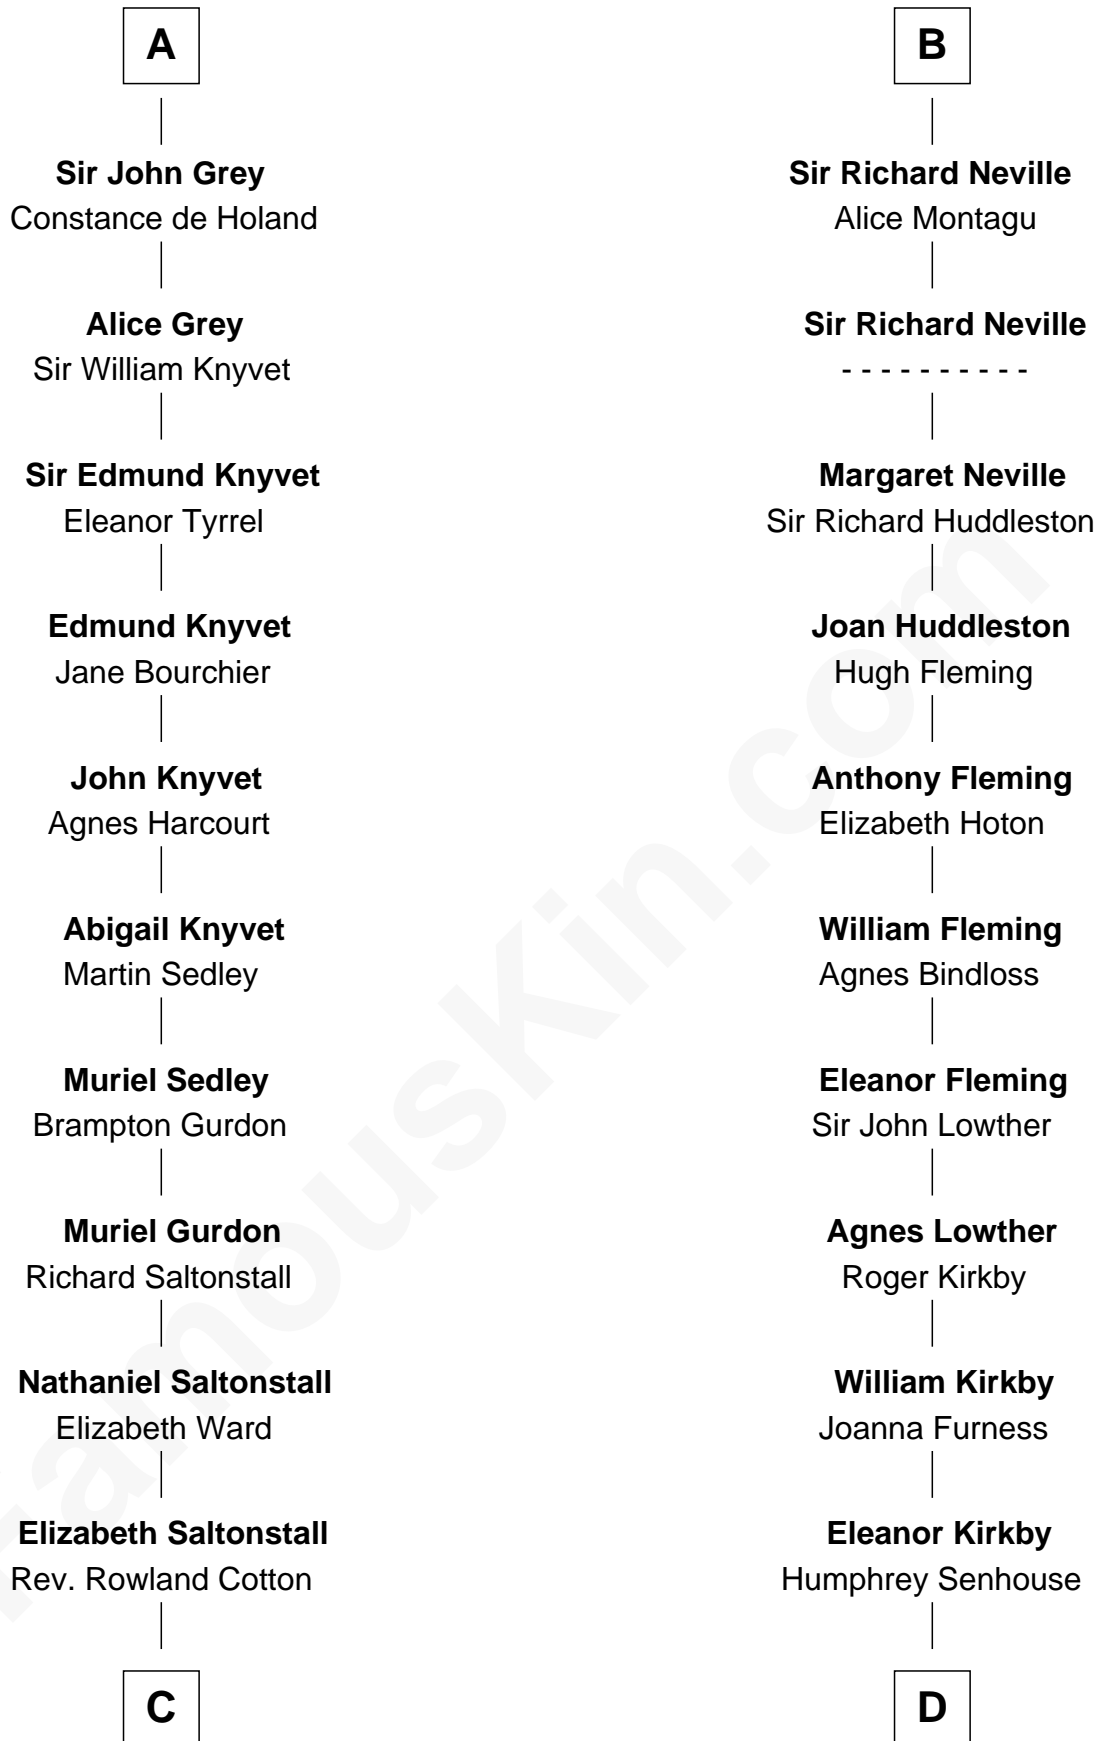 A
Sir John Grey
Constance de Holand
Alice Grey
Sir William Knyvet
Sir Edmund Knyvet
Eleanor Tyrrel
Edmund Knyvet
Jane Bourchier
John Knyvet
Agnes Harcourt
Abigail Knyvet
Martin Sedley
Muriel Sedley
Brampton Gurdon
Muriel Gurdon
Richard Saltonstall
Nathaniel Saltonstall
Elizabeth Ward
Elizabeth Saltonstall
Rev. Rowland Cotton
C
B
Sir Richard Neville
Alice Montagu
Sir Richard Neville
- - - - - - - - - -
Margaret Neville
Sir Richard Huddleston
Joan Huddleston
Hugh Fleming
Anthony Fleming
Elizabeth Hoton
William Fleming
Agnes Bindloss
Eleanor Fleming
Sir John Lowther
Agnes Lowther
Roger Kirkby
William Kirkby
Joanna Furness
Eleanor Kirkby
Humphrey Senhouse
D
FamousKin.com